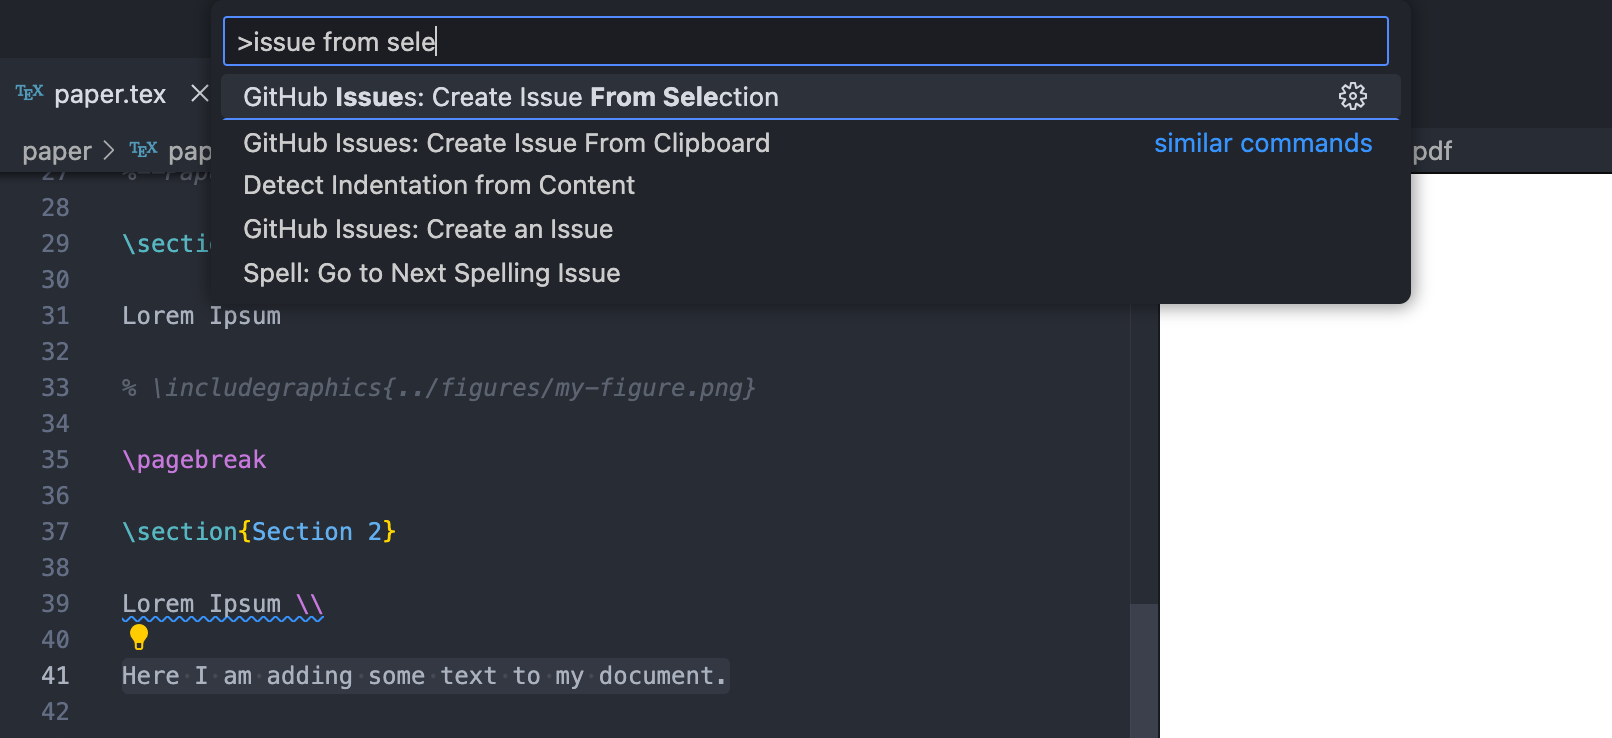 >issue from sele
TEX paper.tex
GitHub Issues: Create Issue From Selection
GitHub Issues: Create Issue From Clipboard
similar commands
paper > TEX pap
pdf
Detect Indentation from Content
GitHub Issues: Create an Issue
Spell: Go to Next Spelling Issue
28
29 \secti
30
31 Lorem Ipsum
32
33 % \includegraphics{../figures/my-figure.png}
34
35 \pagebreak
36
37 \section{Section 2}
38
39 Lorem Ipsum \\
40
41 Here I am adding some text to my document.
42